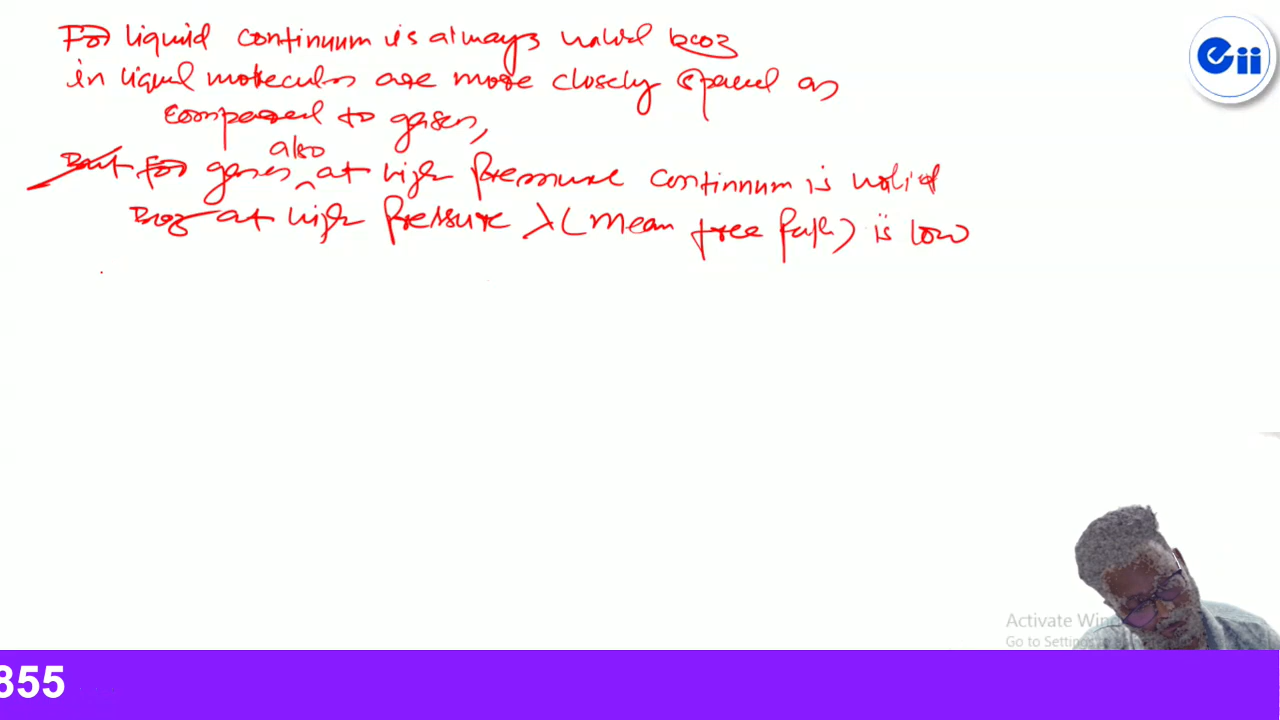 For liquid continuum is always valid bcoz
in liquid molecules are more closely spaced as
compared to gases,
also
But for gases ^ at high pressure continuum is valid
Bcoz at high pressure λ (mean free path) is low
eii
Activate Win
Go to Setting
855